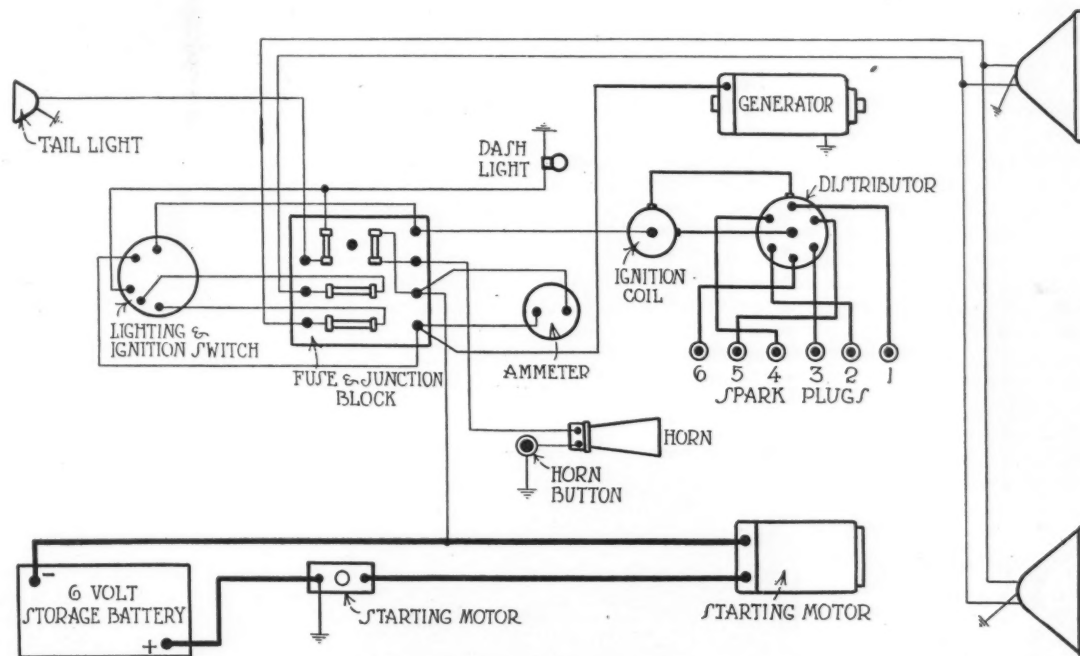 GENERATOR
TAIL LIGHT
DASH
LIGHT
DISTRIBUTOR
IGNITION
COIL
LIGHTING &
IGNITION SWITCH
FUSE & JUNCTION
BLOCK
AMMETER
6 5 4 3 2 1
SPARK PLUGS
HORN
HORN
BUTTON
-
6 VOLT
STORAGE BATTERY
+
STARTING MOTOR
STARTING MOTOR